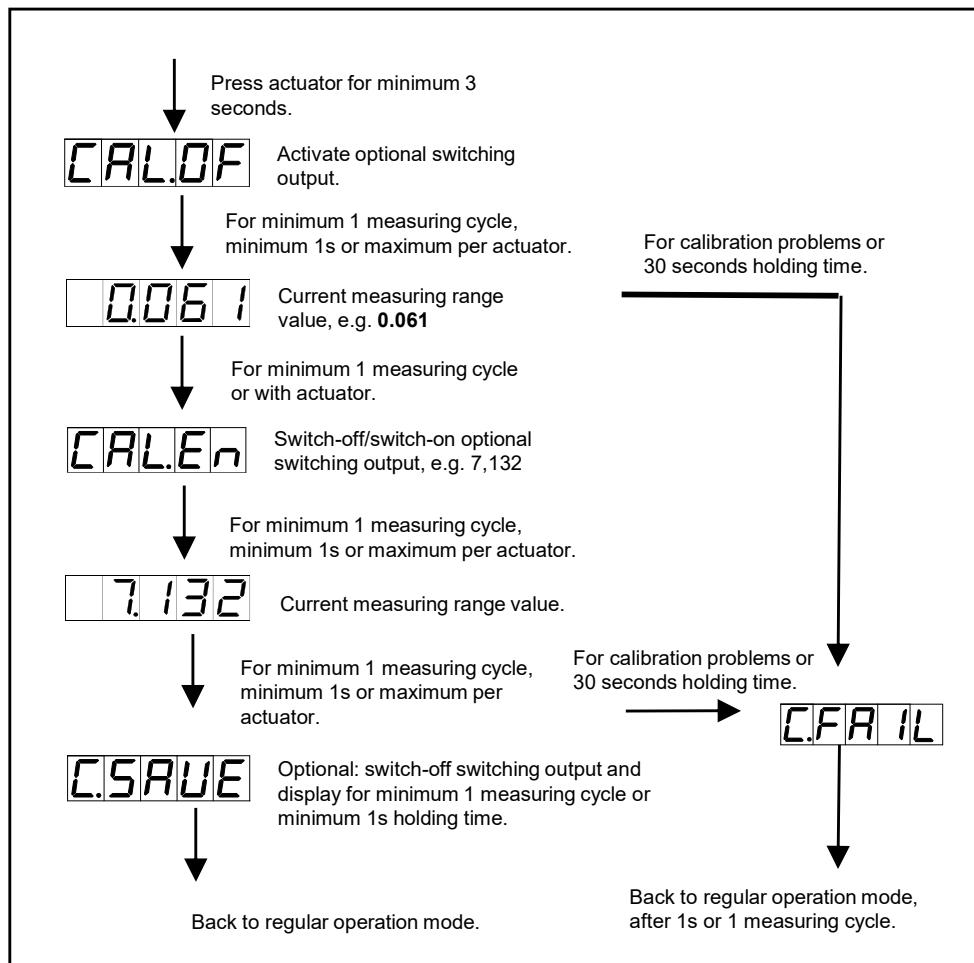 Press actuator for minimum 3
seconds.
CAL.OF
Activate optional switching
output.
For minimum 1 measuring cycle,
minimum 1s or maximum per actuator.
For calibration problems or
30 seconds holding time.
0.061
Current measuring range
value, e.g. 0.061
For minimum 1 measuring cycle
or with actuator.
CAL.En
Switch-off/switch-on optional
switching output, e.g. 7,132
For minimum 1 measuring cycle,
minimum 1s or maximum per actuator.
7.132
Current measuring range value.
For minimum 1 measuring cycle,
minimum 1s or maximum per
actuator.
For calibration problems or
30 seconds holding time.
C.FAIL
C.SAVE
Optional: switch-off switching output and
display for minimum 1 measuring cycle or
minimum 1s holding time.
Back to regular operation mode.
Back to regular operation mode,
after 1s or 1 measuring cycle.